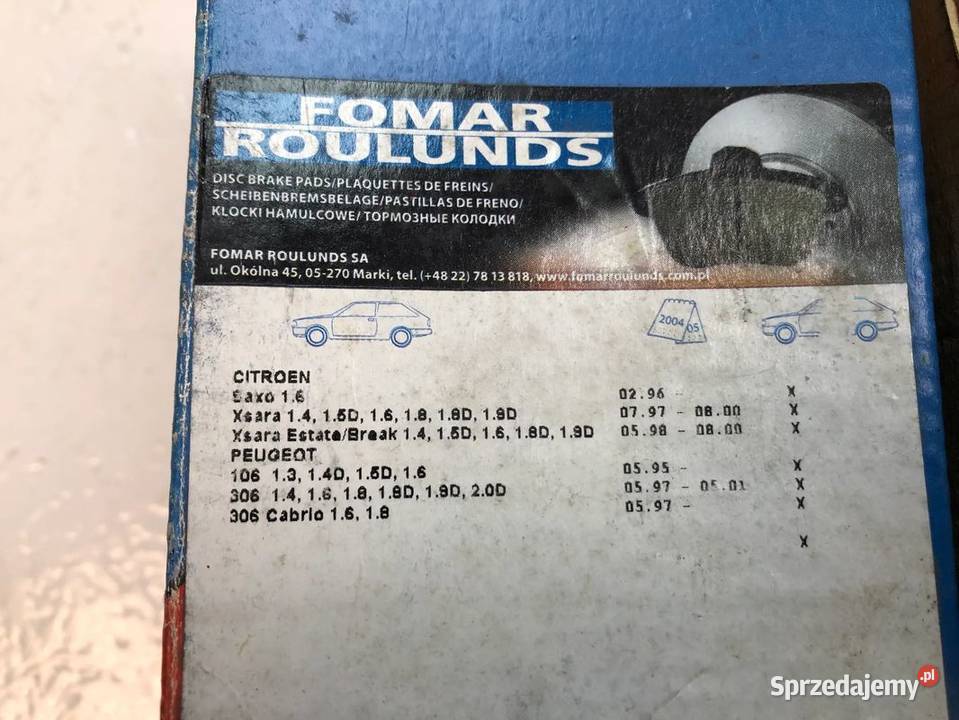 FOMAR
ROULUNDS
DISC BRAKE PADS/PLAQUETTES DE FREINS/
SCHEIBENBREMSBELAGE/PASTILLAS DE FRENO/
KLOCKI HAMULCOWE/ТОРМОЗНЫЕ КОЛОДКИ
FOMAR ROULUNDS SA
ul. Okólna 45, 05-270 Marki, tel. (+48 22) 78 13 818, www.fomarroulunds.com.pl
2004 05
CITROEN
Saxo 1.6 02.96 - X
Xsara 1.4, 1.5D, 1.6, 1.8, 1.8D, 1.9D 07.97 - 08.00 X
Xsara Estate/Break 1.4, 1.5D, 1.6, 1.8D, 1.9D 05.98 - 08.00 X
PEUGEOT
106 1.3, 1.4D, 1.5D, 1.6 05.95 - X
306 1.4, 1.6, 1.8, 1.8D, 1.9D, 2.0D 05.97 - 05.01 X
306 Cabrio 1.6, 1.8 05.97 - X
X
Sprzedajemy.pl